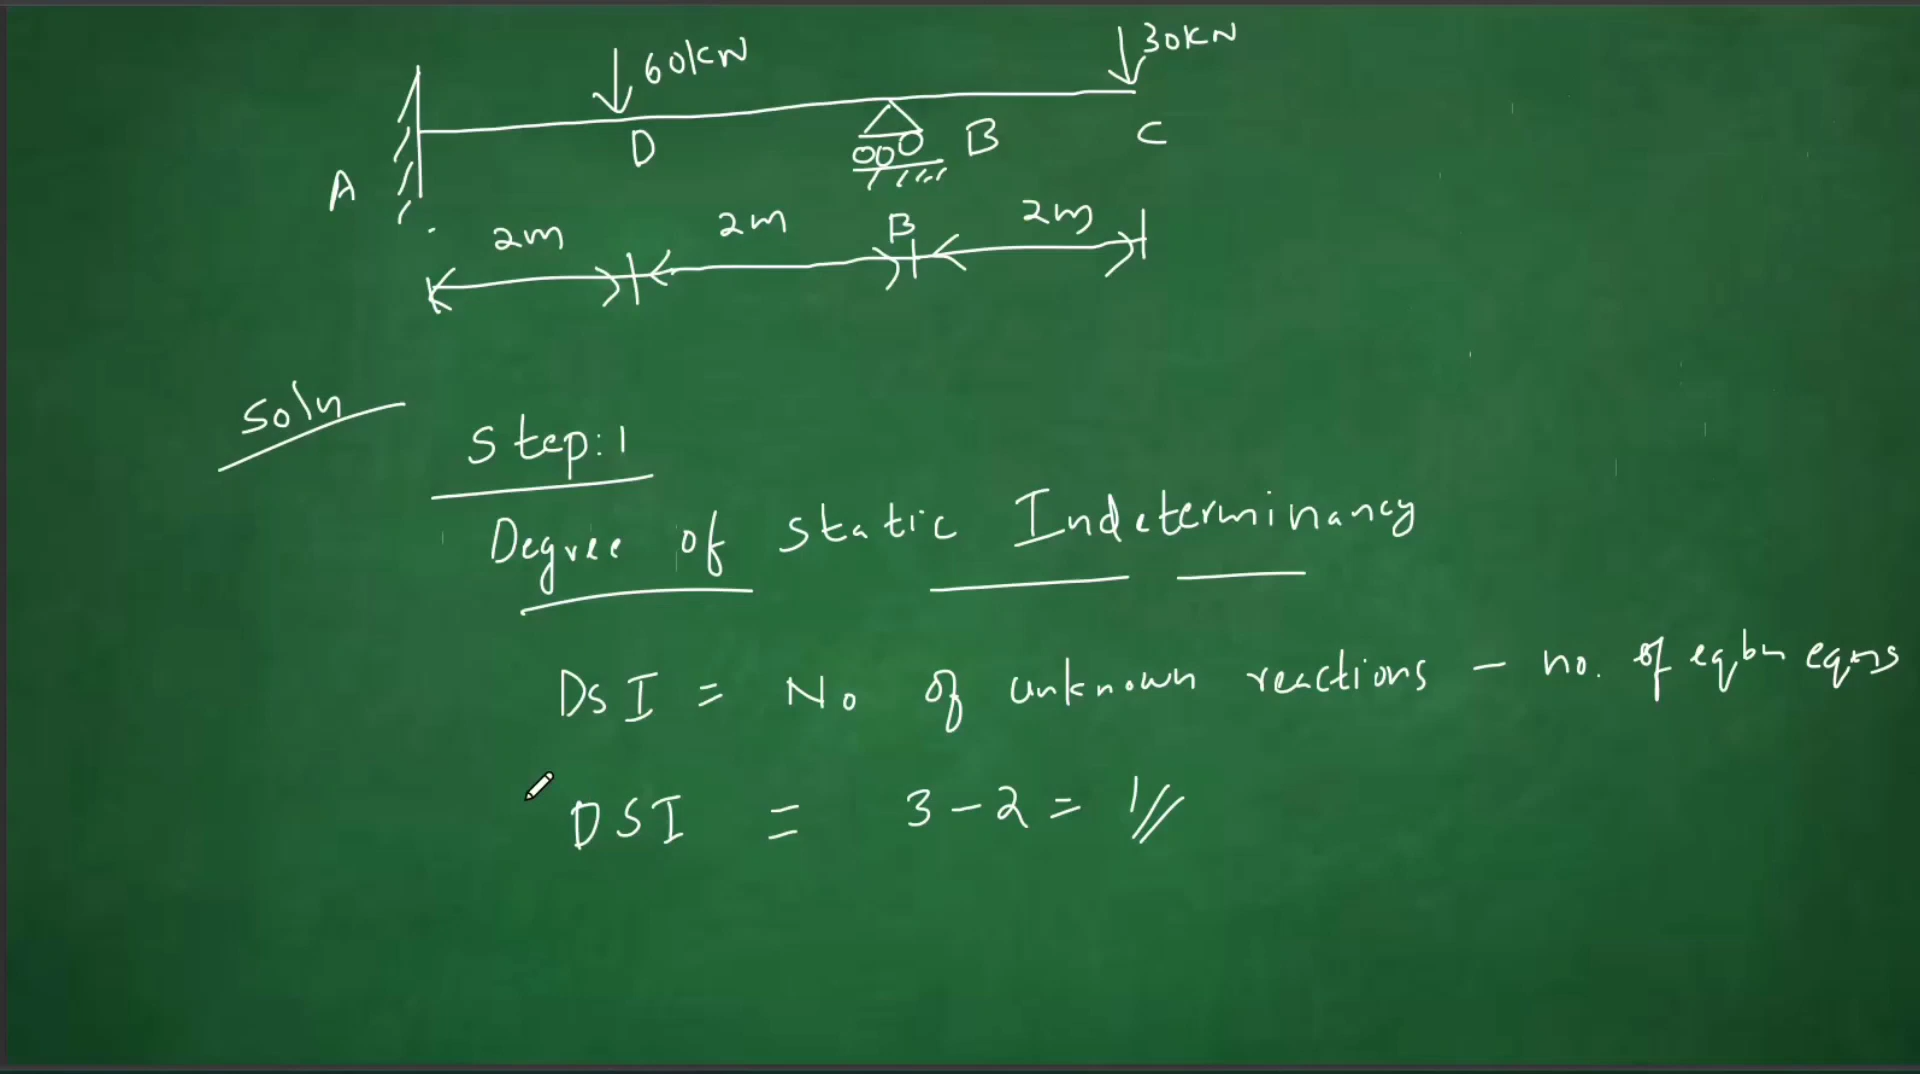 60kN 30KN
A D B C
2m 2m B 2m
Soln
Step:1
Degree of static Indeterminancy
DSI = No of unknown reactions - no. of eqbn eqns
DSI = 3-2 = 1//